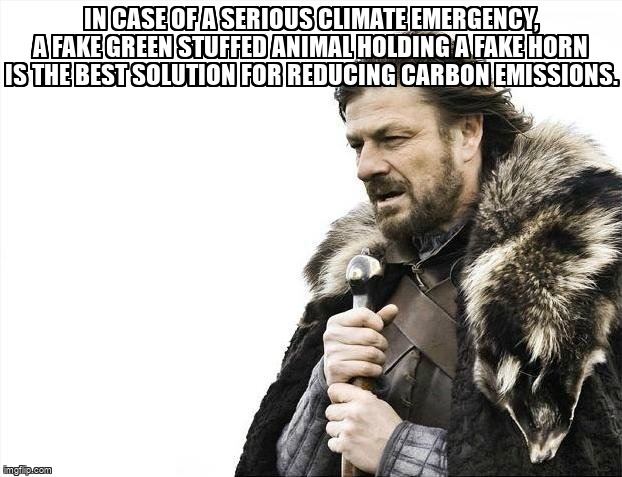 IN CASE OF A SERIOUS CLIMATE EMERGENCY,
A FAKE GREEN STUFFED ANIMAL HOLDING A FAKE HORN
IS THE BEST SOLUTION FOR REDUCING CARBON EMISSIONS.
imgflip.com